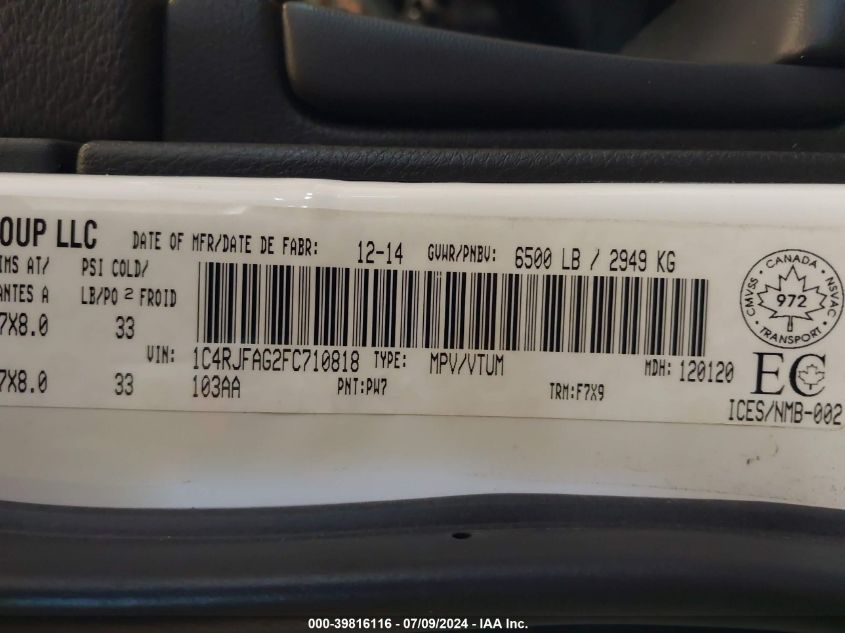 OUP LLC DATE OF MFR/DATE DE FABR: 12-14 GVWR/PNBV: 6500 LB / 2949 KG
IMS AT/ PSI COLD/
ANTES A LB/PO 2 FROID
7X8.0 33
VIN: 1C4RJFAG2FC710818 TYPE: MPV/VTUM MDH: 120120
7X8.0 33 103AA PNT:PW7 TRM:F7X9
CANADA
CMVSS 972 NSVAC
TRANSPORT
EC
ICES/NMB-002
000-39816116 - 07/09/2024 - IAA Inc.